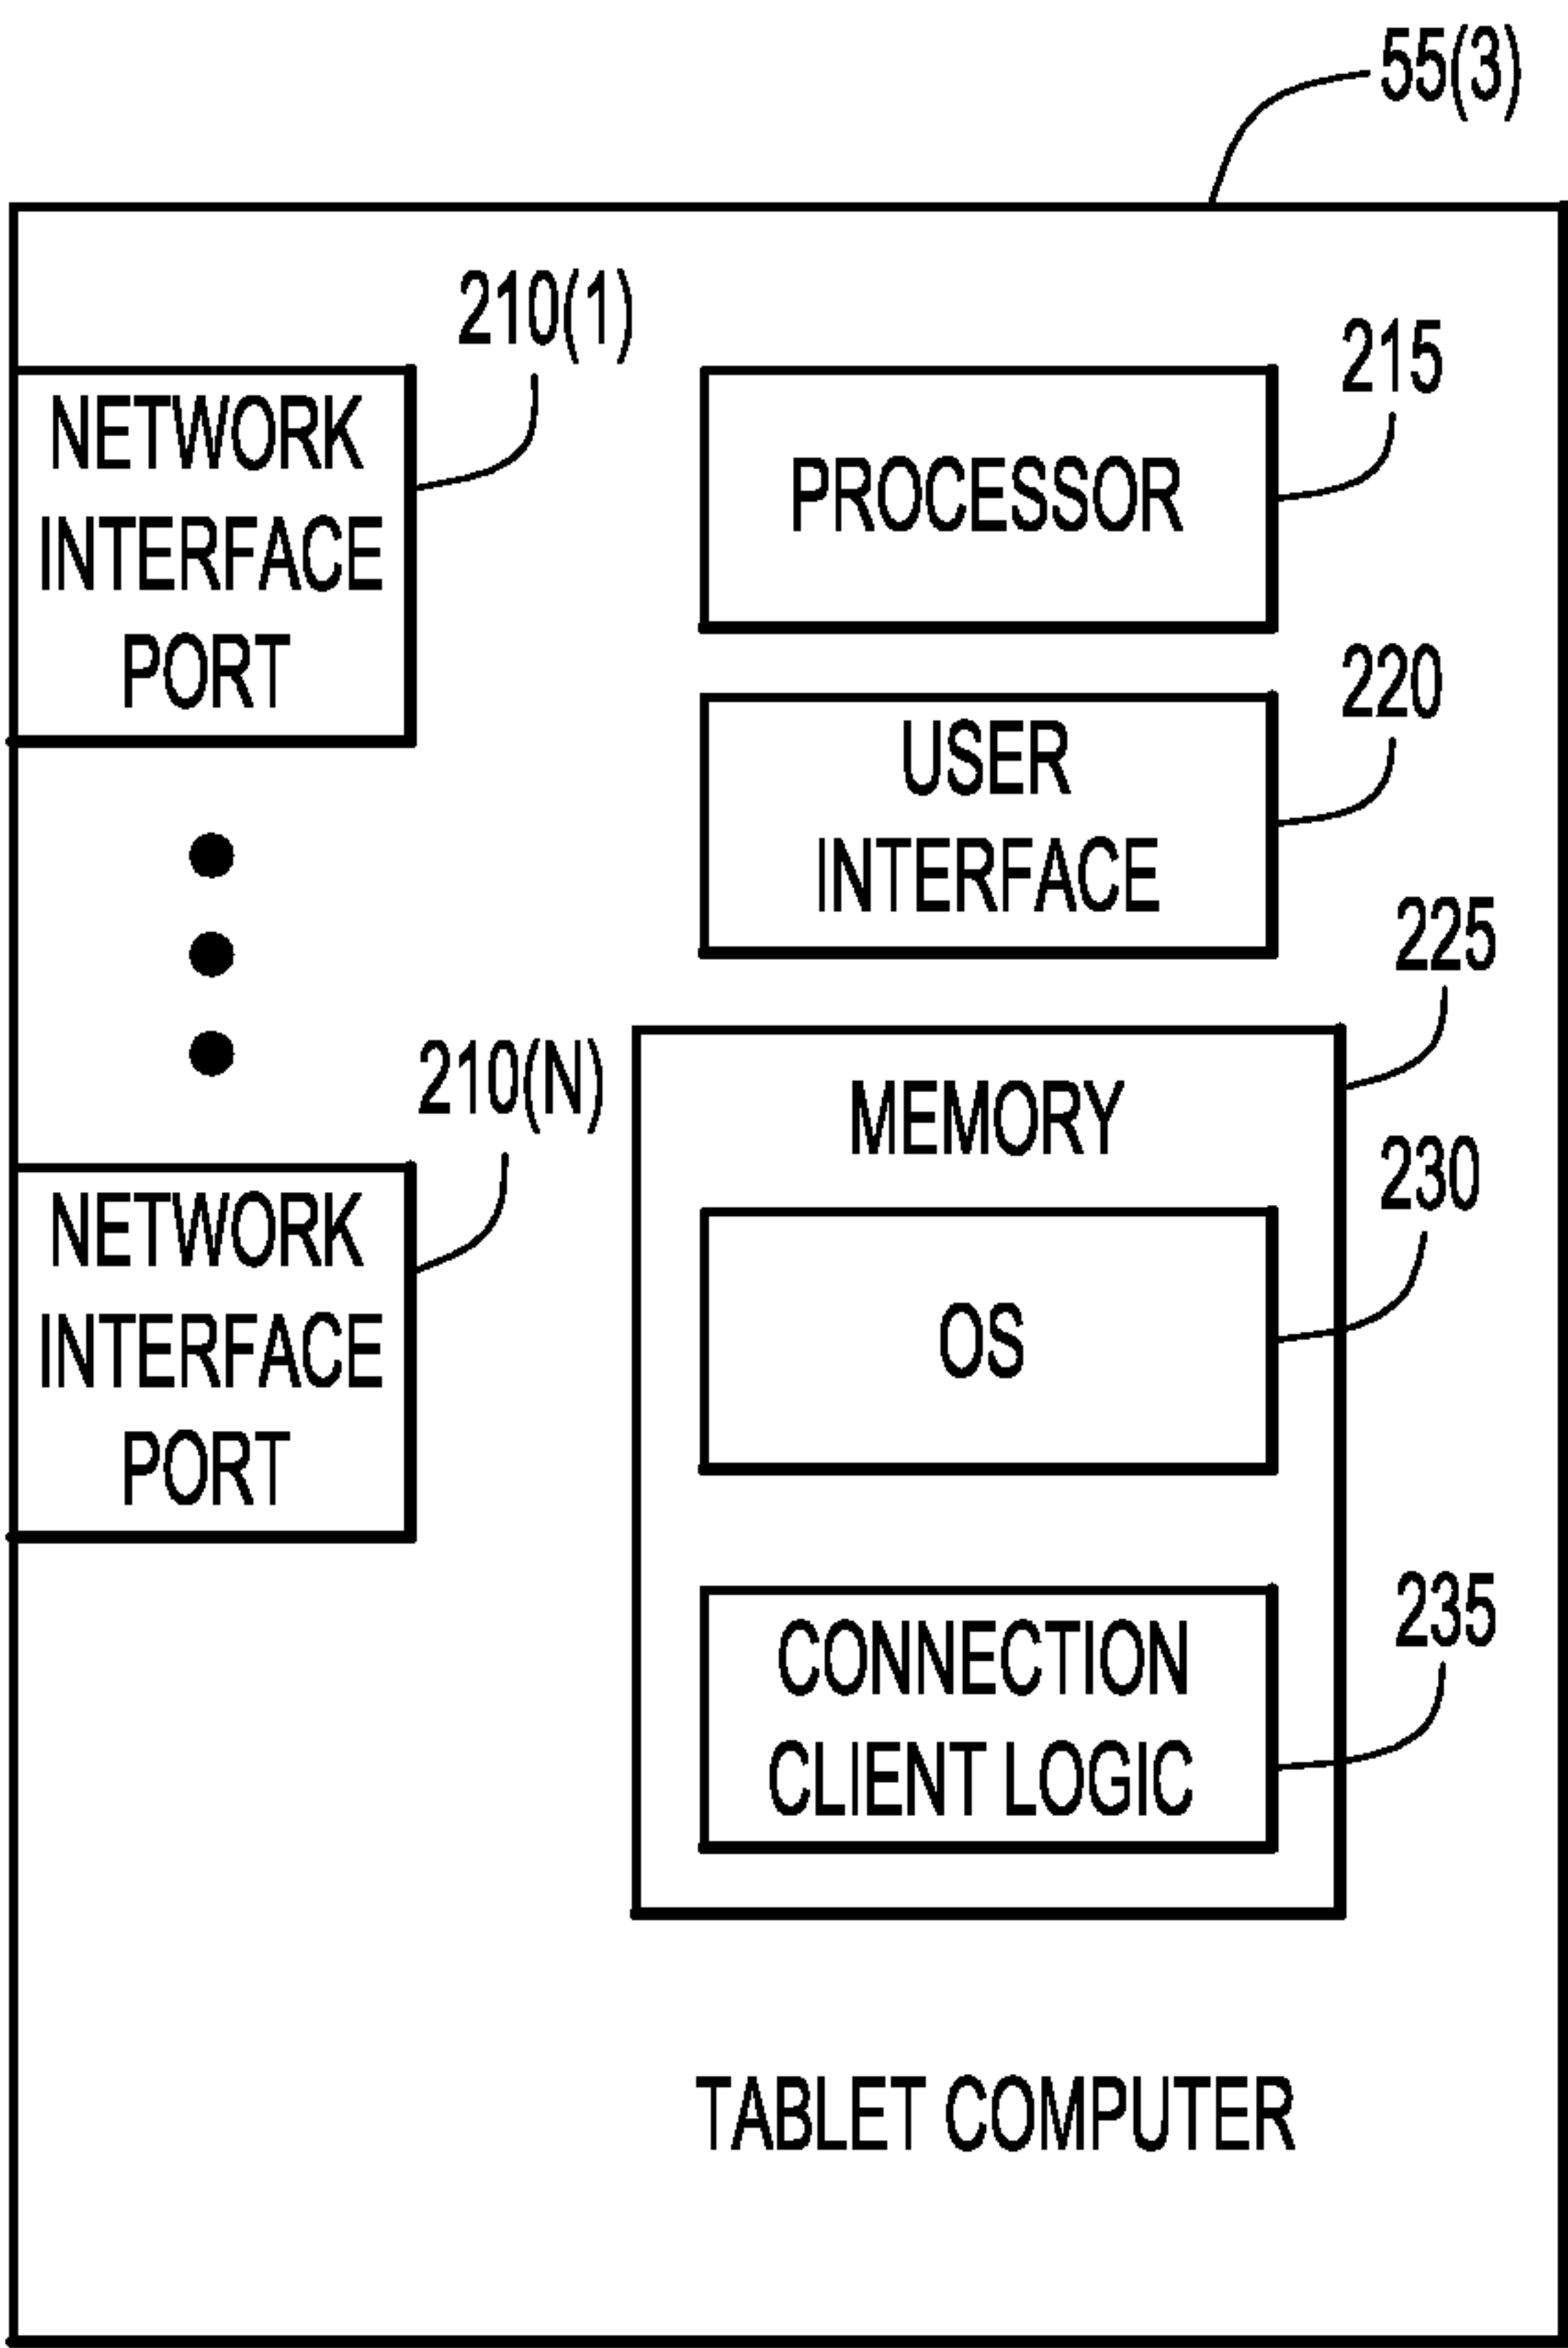 55(3)
210(1)
NETWORK
INTERFACE
PORT
215
PROCESSOR
220
USER
INTERFACE
225
210(N)
MEMORY
NETWORK
INTERFACE
PORT
230
OS
235
CONNECTION
CLIENT LOGIC
TABLET COMPUTER